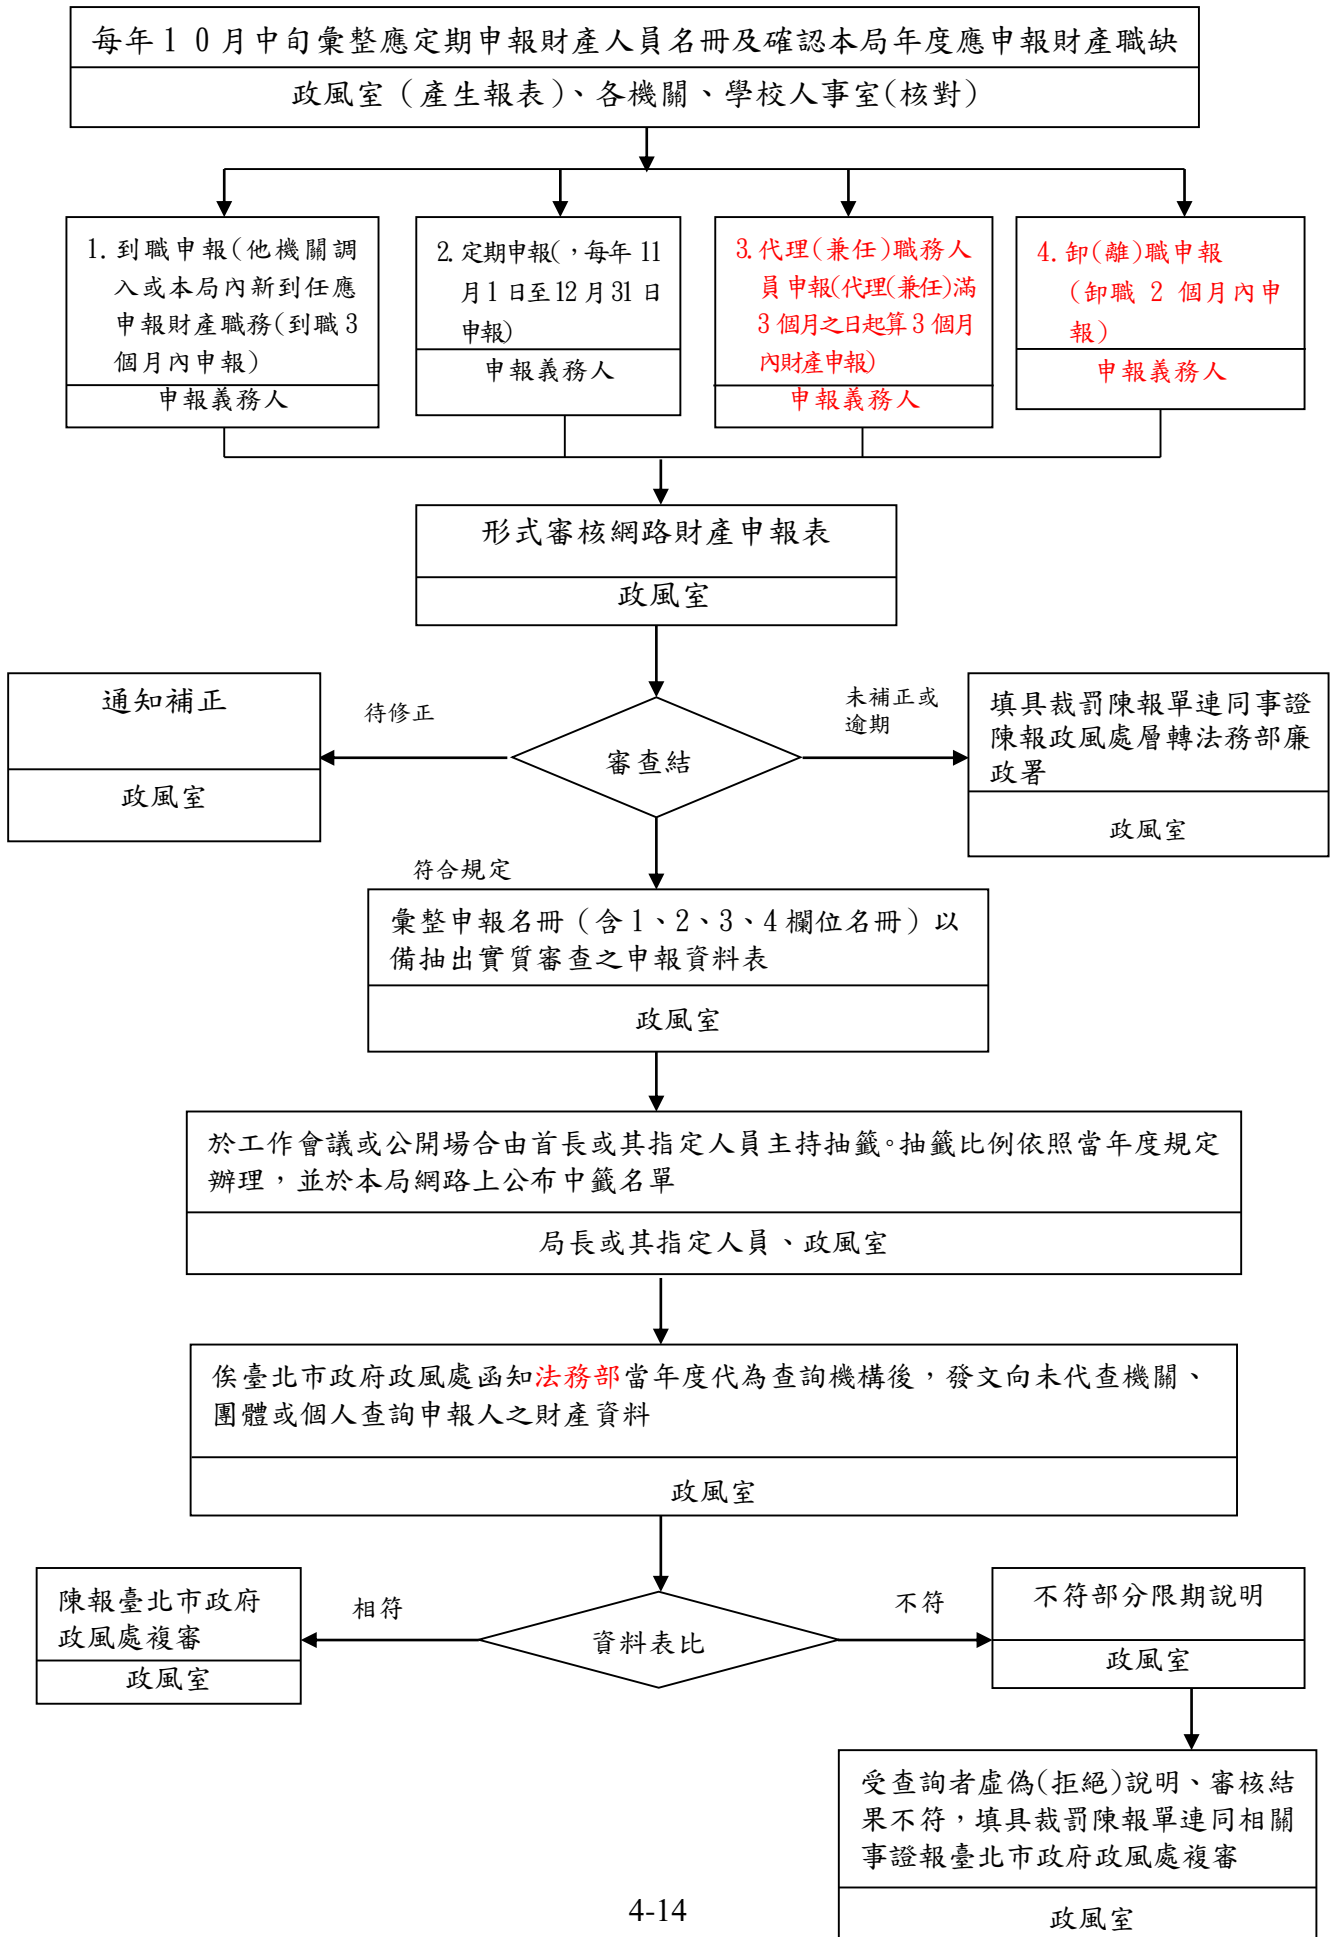 每年10月中旬彙整應定期申報財產人員名冊及確認本局年度應申報財產職缺
政風室（產生報表）、各機關、學校人事室(核對)
1.到職申報(他機關調
入或本局內新到任應
申報財產職務(到職3
個月內申報)
申報義務人
2.定期申報(，每年11
月1日至12月31日
申報)
申報義務人
3.代理(兼任)職務人
員申報(代理(兼任)滿
3個月之日起算3個月
內財產申報)
申報義務人
4.卸(離)職申報
(卸職 2 個月內申
報)
申報義務人
形式審核網路財產申報表
政風室
通知補正
政風室
待修正
審查結
未補正或
逾期
填具裁罰陳報單連同事證
陳報政風處層轉法務部廉
政署
政風室
符合規定
彙整申報名冊（含1、2、3、4欄位名冊）以
備抽出實質審查之申報資料表
政風室
於工作會議或公開場合由首長或其指定人員主持抽籤。抽籤比例依照當年度規定
辦理，並於本局網路上公布中籤名單
局長或其指定人員、政風室
俟臺北市政府政風處函知法務部當年度代為查詢機構後，發文向未代查機關、
團體或個人查詢申報人之財產資料
政風室
陳報臺北市政府
政風處複審
政風室
相符
資料表比
不符
不符部分限期說明
政風室
受查詢者虛偽(拒絕)說明、審核結
果不符，填具裁罰陳報單連同相關
事證報臺北市政府政風處複審
政風室
4-14